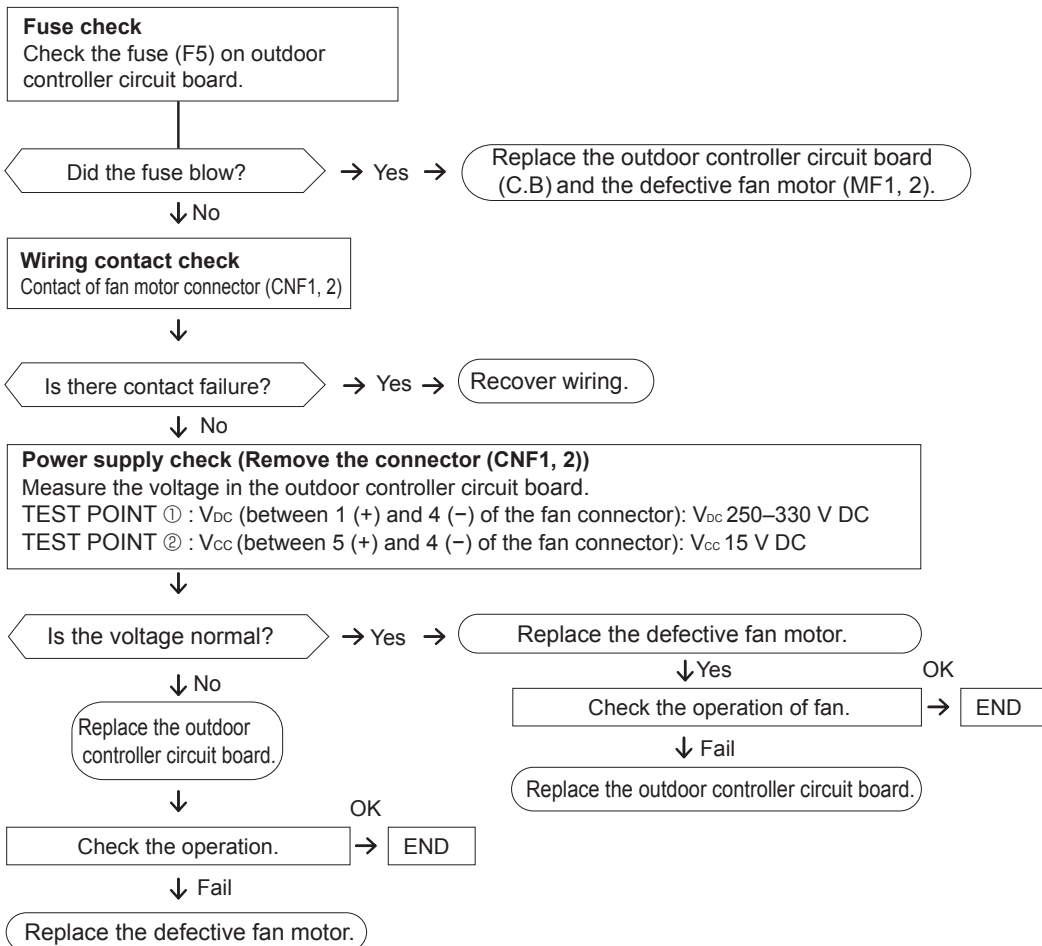 Fuse check
Check the fuse (F5) on outdoor
controller circuit board.
Did the fuse blow?
Yes
Replace the outdoor controller circuit board
(C.B) and the defective fan motor (MF1, 2).
No
Wiring contact check
Contact of fan motor connector (CNF1, 2)
Is there contact failure?
Yes
Recover wiring.
No
Power supply check (Remove the connector (CNF1, 2))
Measure the voltage in the outdoor controller circuit board.
TEST POINT ① : VDC (between 1 (+) and 4 (−) of the fan connector): VDC 250–330 V DC
TEST POINT ② : VCC (between 5 (+) and 4 (−) of the fan connector): Vcc 15 V DC
Is the voltage normal?
Yes
Replace the defective fan motor.
Yes
Check the operation of fan.
OK
END
Fail
Replace the outdoor controller circuit board.
No
Replace the outdoor
controller circuit board.
Check the operation.
OK
END
Fail
Replace the defective fan motor.